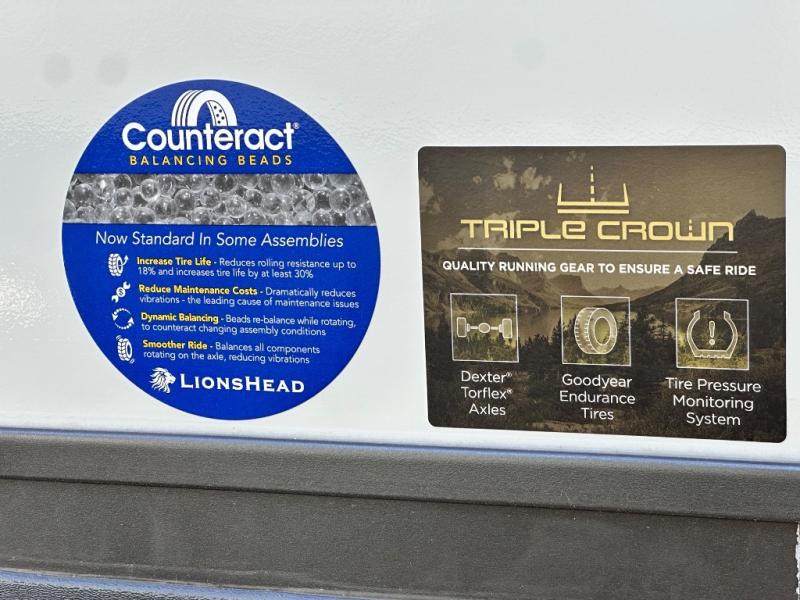 Counteract®
BALANCING BEADS
Now Standard In Some Assemblies
Increase Tire Life - Reduces rolling resistance up to
18% and increases tire life by at least 30%
Reduce Maintenance Costs - Dramatically reduces
vibrations - the leading cause of maintenance issues
Dynamic Balancing - Beads re-balance while rotating,
to counteract changing assembly conditions
Smoother Ride - Balances all components
rotating on the axle, reducing vibrations
LIONSHEAD
TRIPLE CROWN
QUALITY RUNNING GEAR TO ENSURE A SAFE RIDE
Dexter®
Torflex®
Axles
Goodyear
Endurance
Tires
Tire Pressure
Monitoring
System